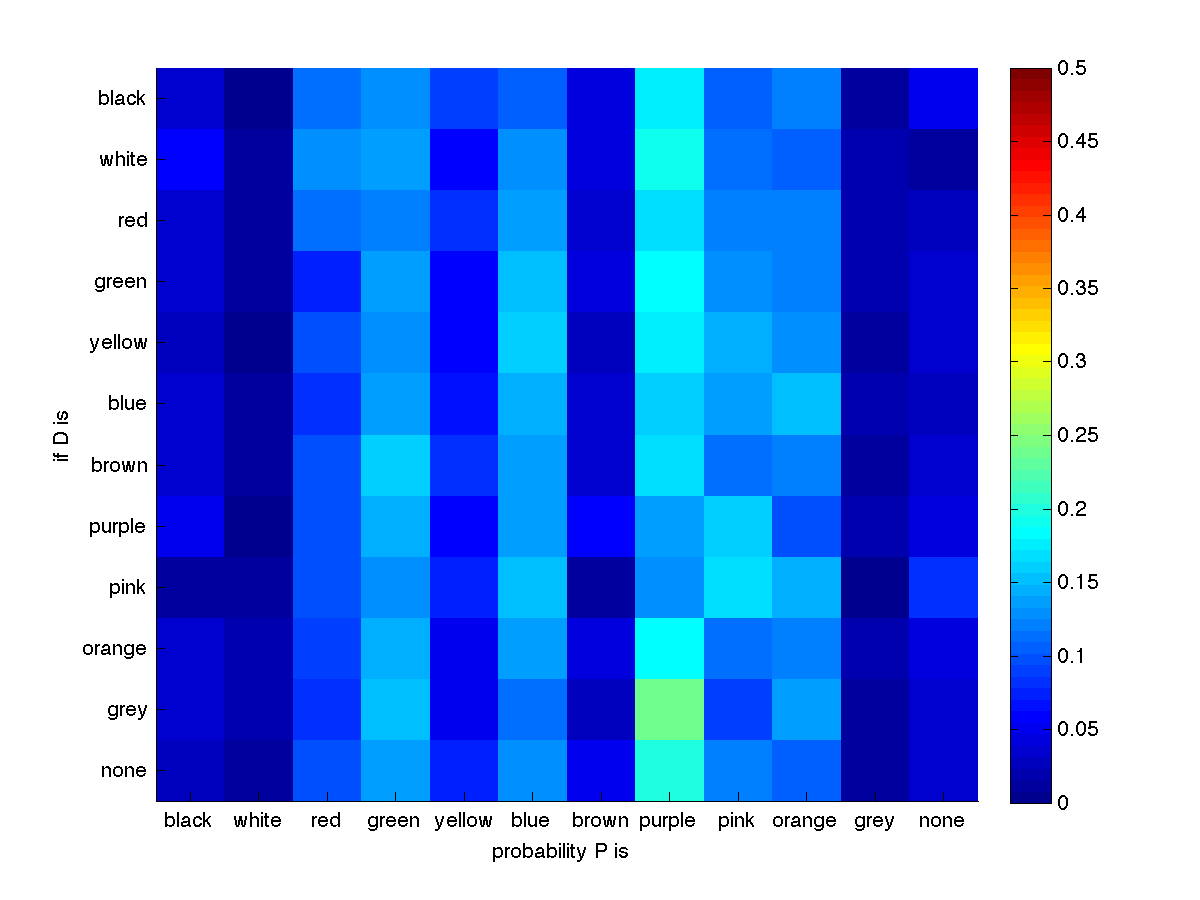 black
white
red
green
yellow
blue
brown
purple
pink
orange
grey
none
if D is
black white red green yellow blue brown purple pink orange grey none
probability P is
0.5
0.45
0.4
0.35
0.3
0.25
0.2
0.15
0.1
0.05
0